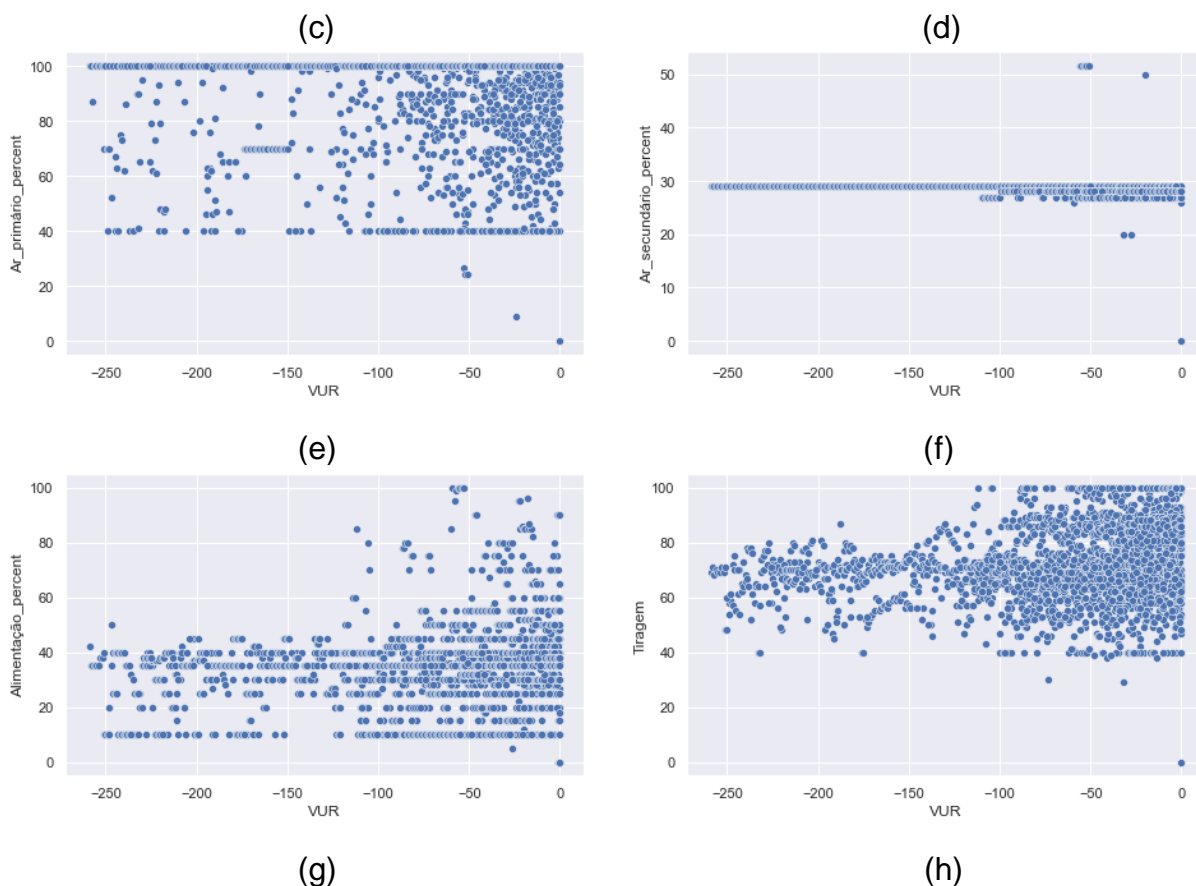 (c)
(d)
100
80
60
40
20
0
Ar_primário_percent
−250 −200 −150 −100 −50 0
VUR
50
40
30
20
10
0
Ar_secundário_percent
−250 −200 −150 −100 −50 0
VUR
(e)
(f)
100
80
60
40
20
0
Alimentação_percent
−250 −200 −150 −100 −50 0
VUR
100
80
60
40
20
0
Tiragem
−250 −200 −150 −100 −50 0
VUR
(g)
(h)